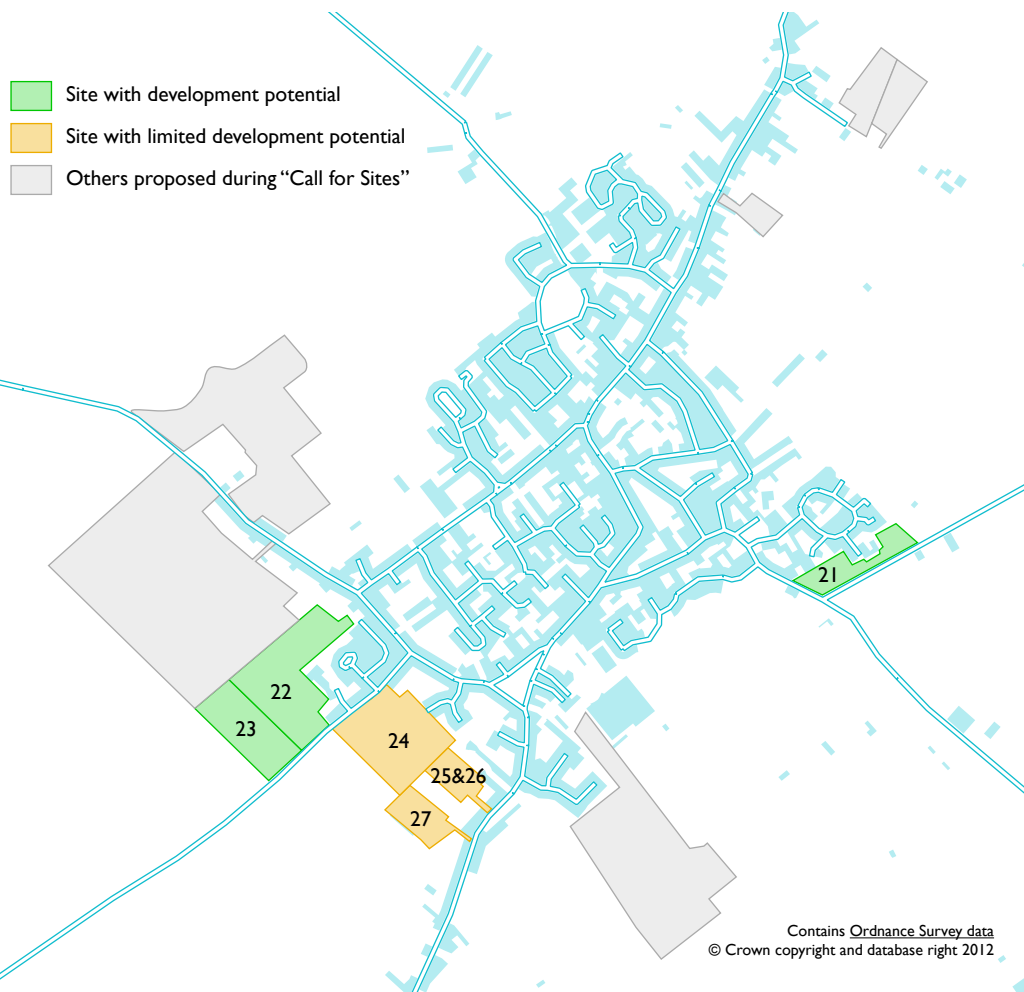 Site with development potential
Site with limited development potential
Others proposed during “Call for Sites”
21
22
23
24
25&26
27
Contains Ordnance Survey data
© Crown copyright and database right 2012